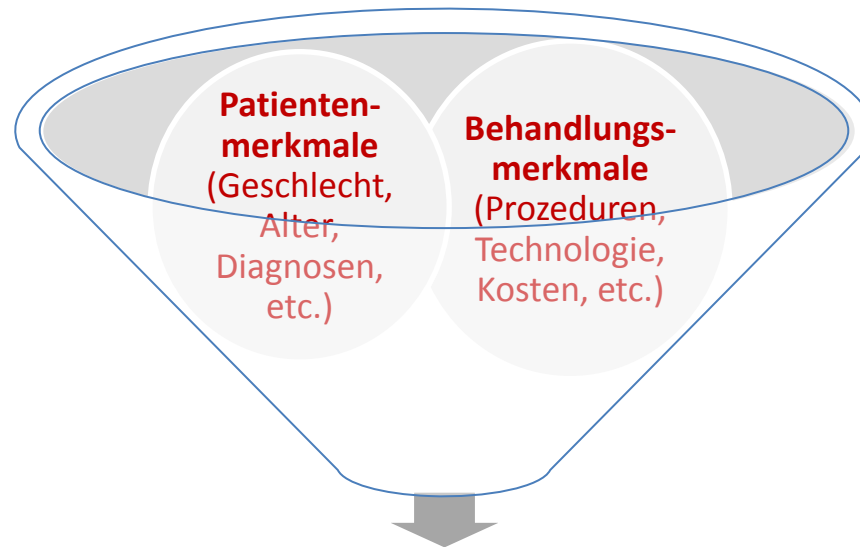 Patienten-
merkmale
(Geschlecht,
Alter,
Diagnosen,
etc.)
Behandlungs-
merkmale
(Prozeduren,
Technologie,
Kosten, etc.)